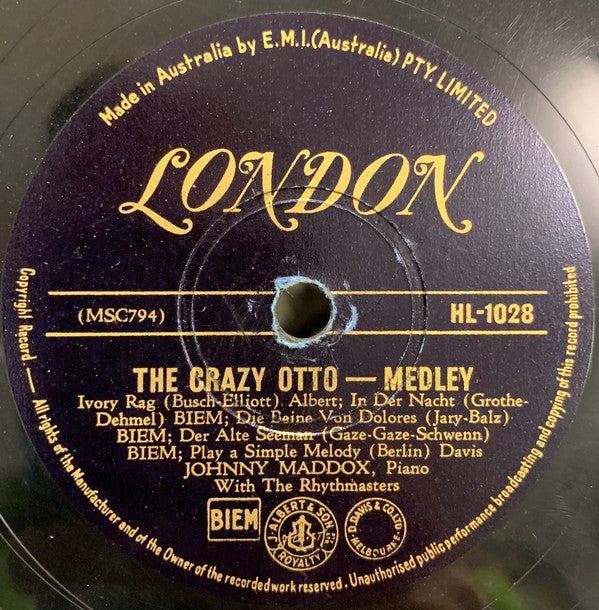 Made in Australia by E.M.I.(Australia) PTY. LIMITED
LONDON
(MSC794)
HL-1028
THE CRAZY OTTO — MEDLEY
Ivory Rag (Busch-Elliott) Albert; In Der Nacht (Grothe-
Dehmel) BIEM; Die Beine Von Dolores (Jary-Balz)
BIEM; Der Alte Seeman (Gaze-Gaze-Schwenn)
BIEM; Play a Simple Melody (Berlin) Davis
JOHNNY MADDOX, Piano
With The Rhythmasters
BIEM
J. ALBERT & SON
ROYALTY
D. DAVIS & CO. LTD
MELBOURNE
Copyright Record. — All rights of the Manufacturer and of the Owner of the recorded work reserved. Unauthorised public performance broadcasting and copying of this record prohibited